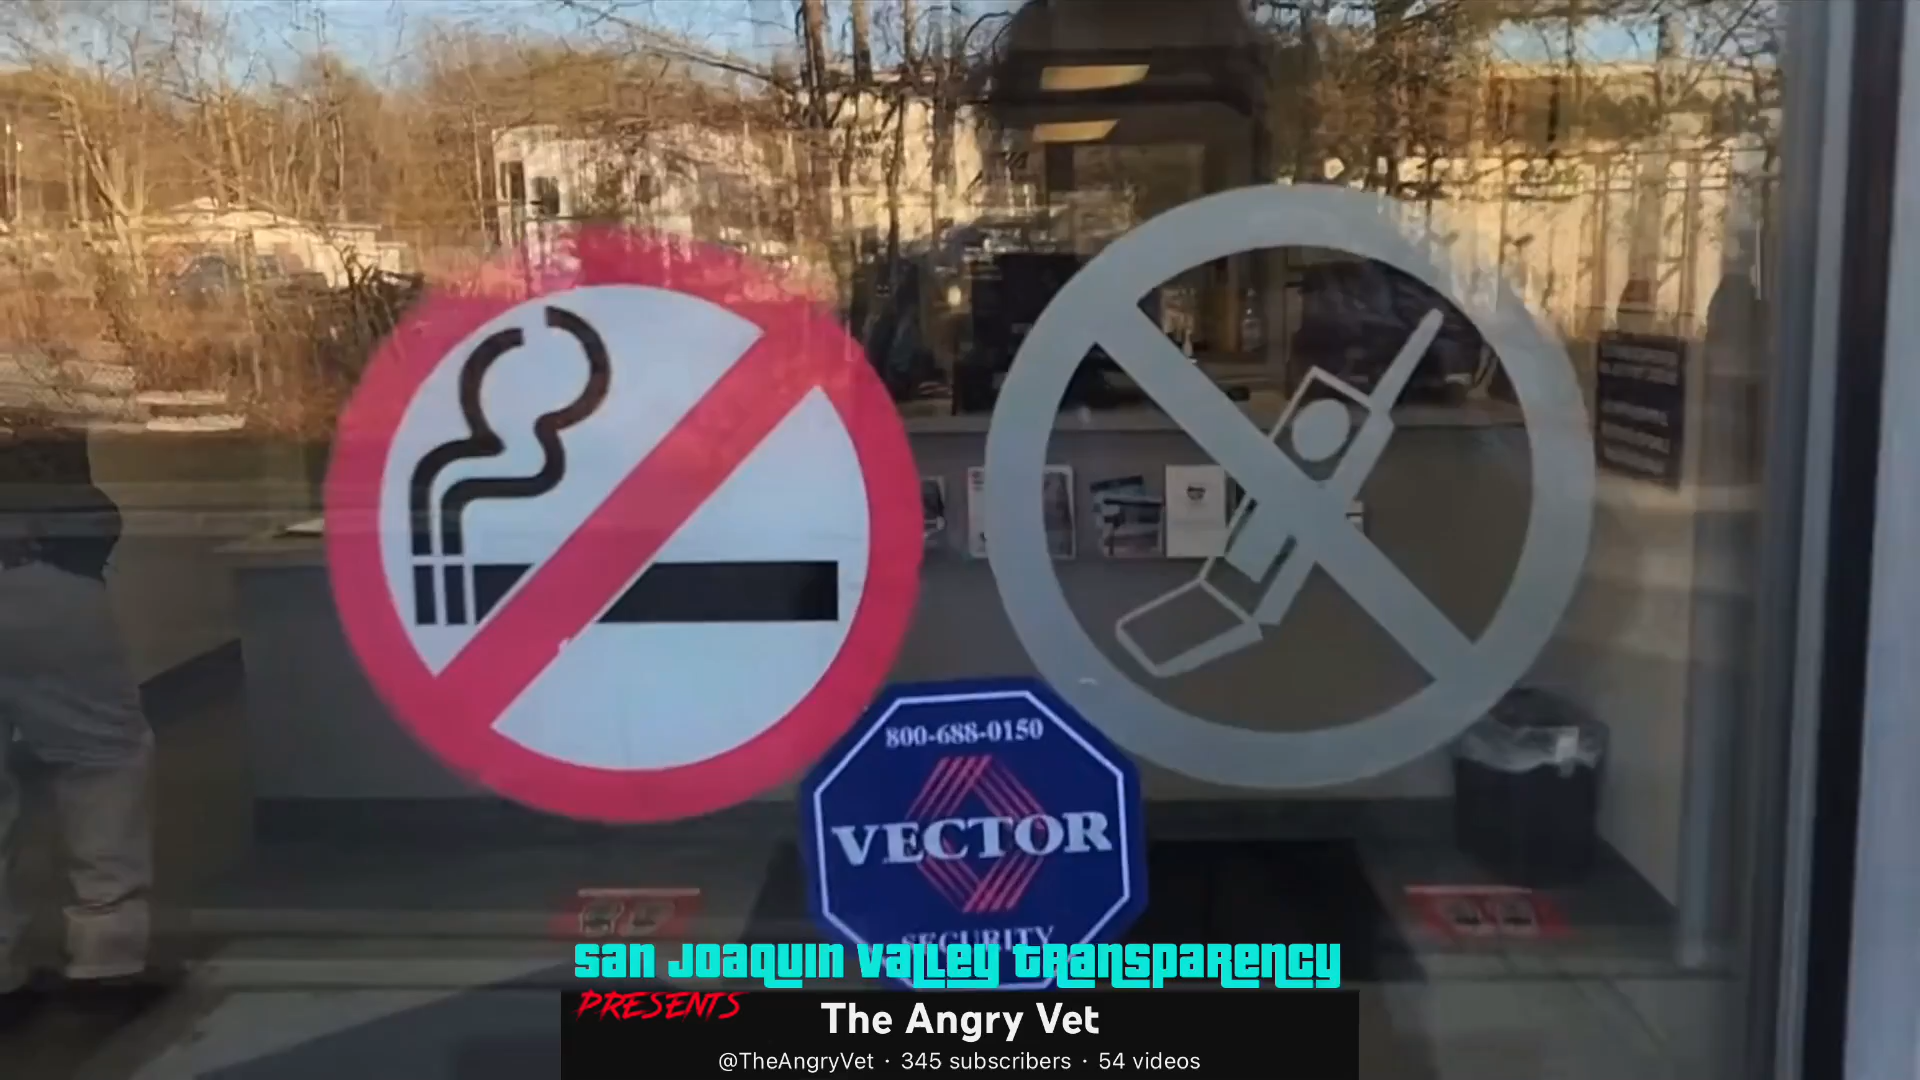 800-688-0150
VECTOR
SECURITY
San Joaquin Valley Transparency
PRESENTS
The Angry Vet
@TheAngryVet · 345 subscribers · 54 videos